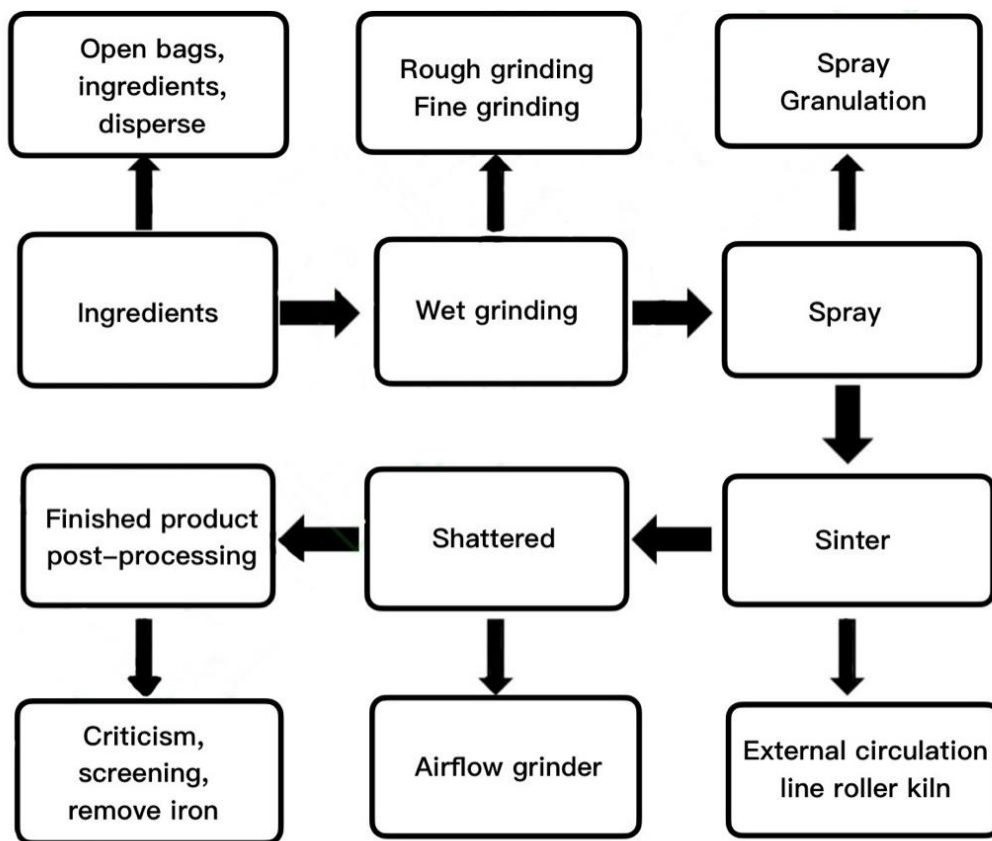 Open bags,
ingredients,
disperse
Rough grinding
Fine grinding
Spray
Granulation
Ingredients
Wet grinding
Spray
Finished product
post–processing
Shattered
Sinter
Criticism,
screening,
remove iron
Airflow grinder
External circulation
line roller kiln